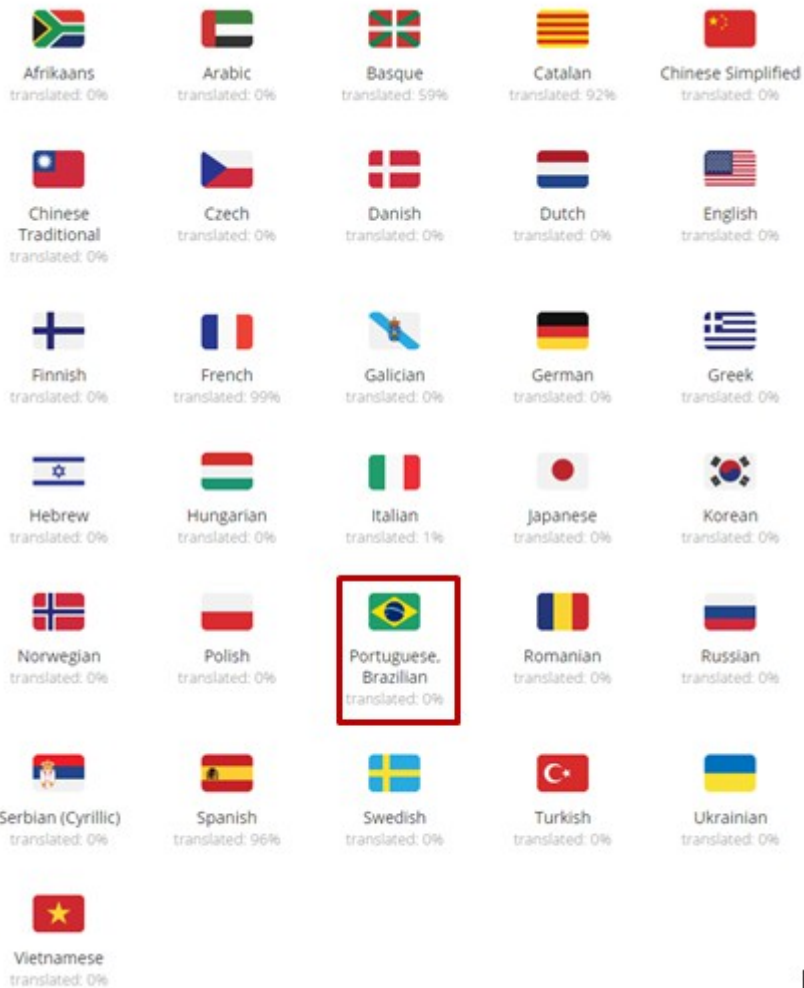 Afrikaans
translated: 0%
Arabic
translated: 0%
Basque
translated: 59%
Catalan
translated: 92%
Chinese Simplified
translated: 0%
Chinese
Traditional
translated: 0%
Czech
translated: 0%
Danish
translated: 0%
Dutch
translated: 0%
English
translated: 0%
Finnish
translated: 0%
French
translated: 99%
Galician
translated: 0%
German
translated: 0%
Greek
translated: 0%
Hebrew
translated: 0%
Hungarian
translated: 0%
Italian
translated: 1%
Japanese
translated: 0%
Korean
translated: 0%
Norwegian
translated: 0%
Polish
translated: 0%
Portuguese,
Brazilian
translated: 0%
Romanian
translated: 0%
Russian
translated: 0%
Serbian (Cyrillic)
translated: 0%
Spanish
translated: 96%
Swedish
translated: 0%
Turkish
translated: 0%
Ukrainian
translated: 0%
Vietnamese
translated: 0%